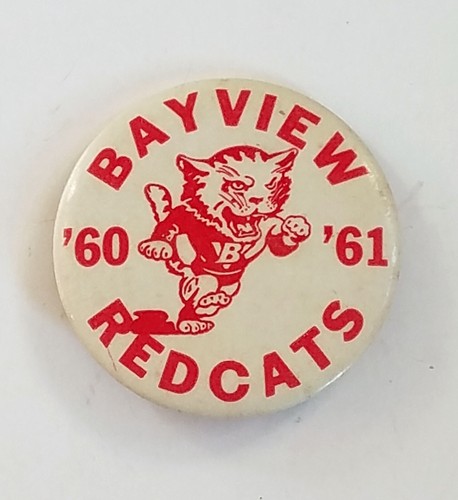 BAYVIEW
'60 '61
B
REDCATS